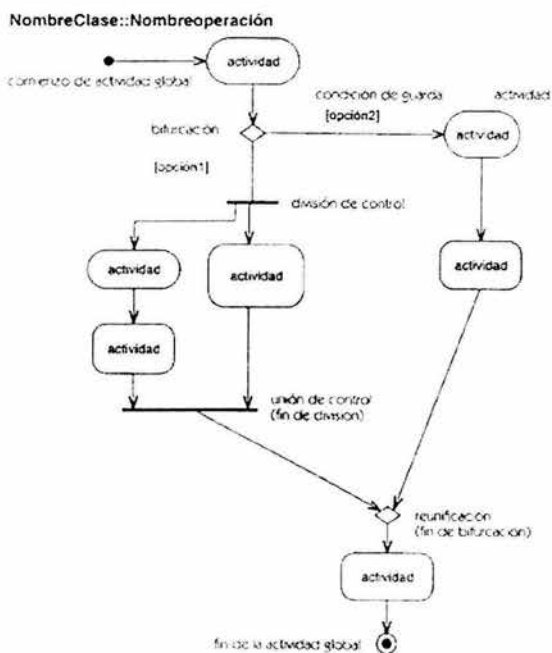 NombreClase::Nombreoperación
actividad
comienzo de actividad global
condición de guarda
actividad
bifurcación
[opción2]
actividad
[opción1]
división de control
actividad
actividad
actividad
actividad
unión de control
(fin de división)
reunificación
(fin de bifurcación)
actividad
fin de la actividad global